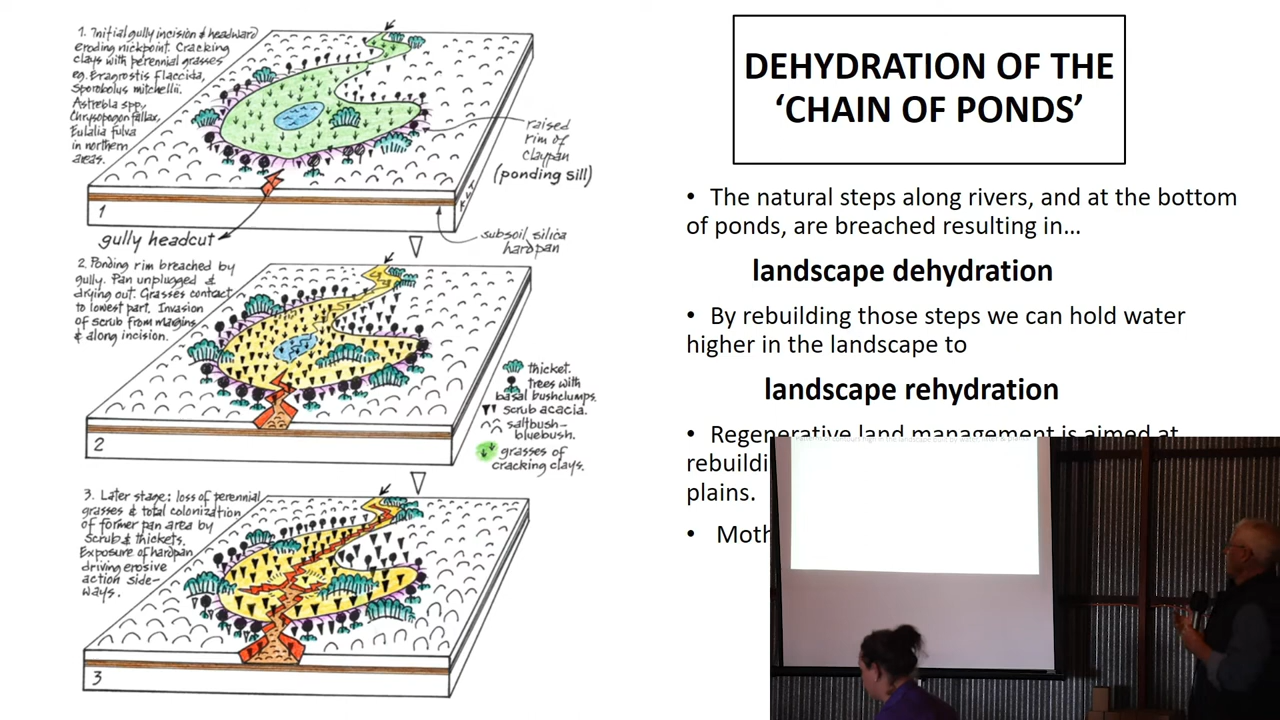 DEHYDRATION OF THE
‘CHAIN OF PONDS’
• The natural steps along rivers, and at the bottom
of ponds, are breached resulting in…
landscape dehydration
• By rebuilding those steps we can hold water
higher in the landscape to
landscape rehydration
• Regenerative land management is aimed at
rebuildi
plains.
• Moth
1. Initial gully incision & headward
eroding nickpoint. Cracking
clays with perennial grasses
eg. Eragrostis flaccida,
Sporobolus mitchellii.
Astrebla spp,
Chrysopogon fallax,
Eulalia fulva
in northern
areas.
raised
rim of
claypan
(ponding sill)
1
gully headcut
subsoil silica
hardpan
2. Ponding rim breached by
gully. Pan unplugged &
drying out. Grasses contract
to lowest part. Invasion
of scrub from margins
& along incision.
2
thicket.
trees with
basal bushclumps.
scrub acacia.
saltbush-
bluebush.
grasses of
cracking clays.
3. Later stage: loss of perennial
grasses & total colonization
of former pan area by
scrub & thickets.
Exposure of hardpan
driving erosive
action side-
ways.
3